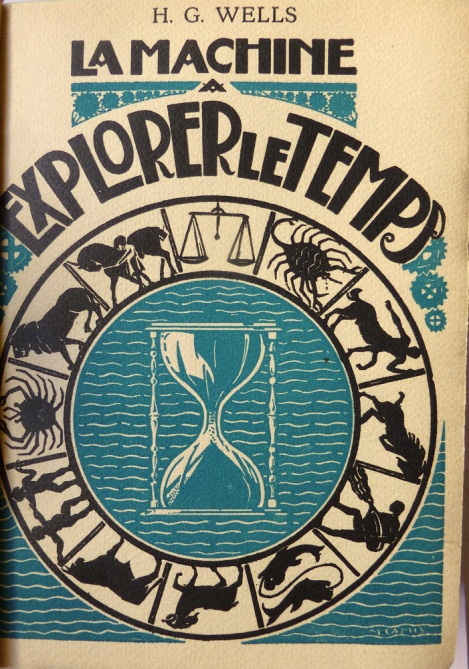 H. G. WELLS
LA MACHINE
A
EXPLORER LE TEMPS